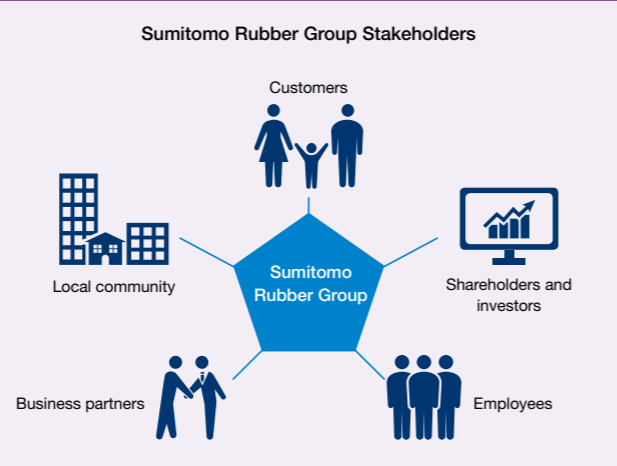 Sumitomo Rubber Group Stakeholders
Customers
Local community
Sumitomo
Rubber Group
Shareholders and
investors
Business partners
Employees